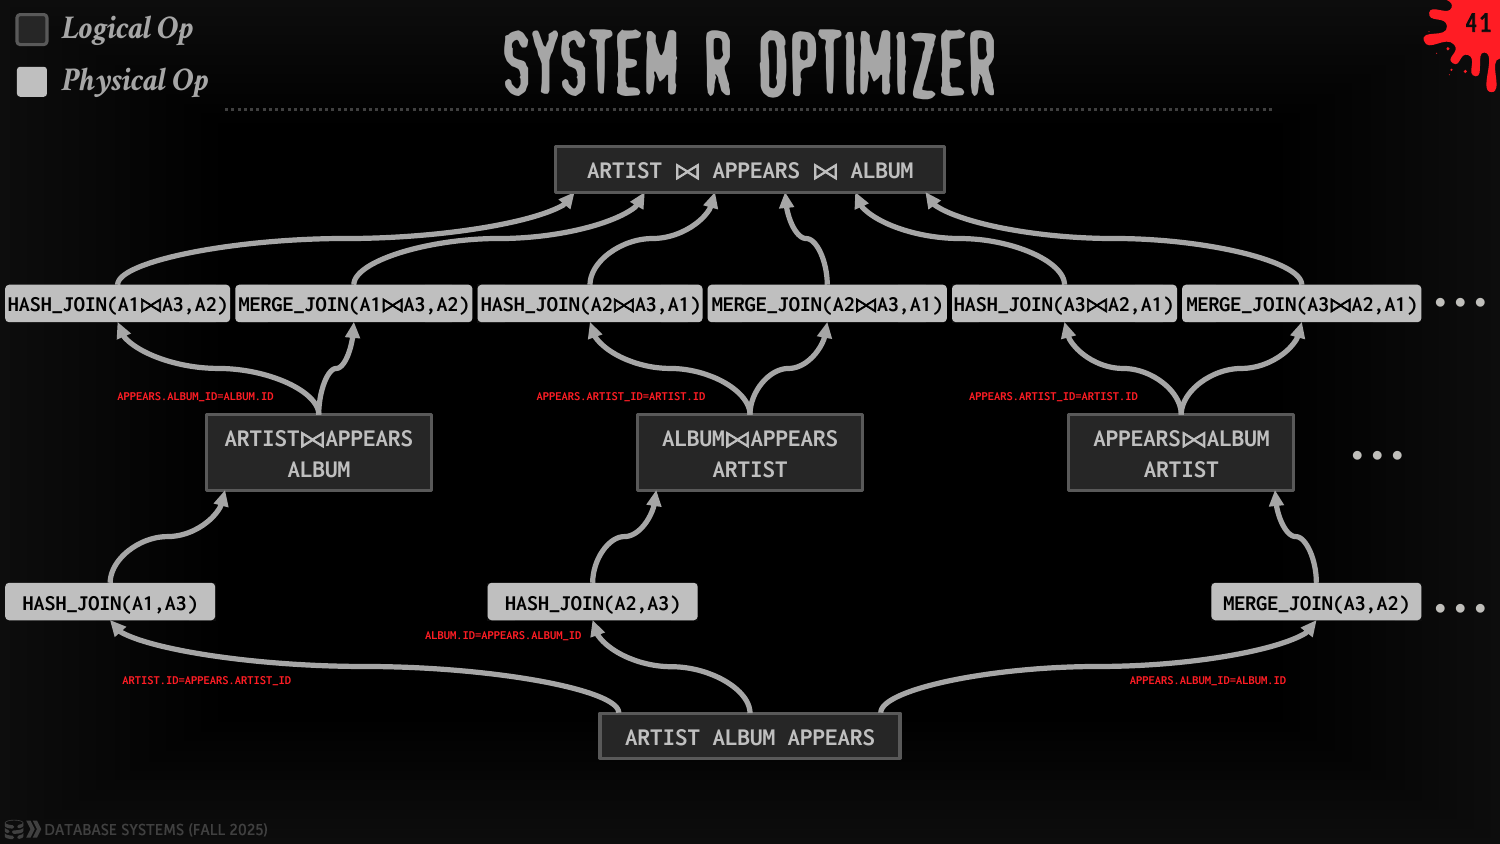 Logical Op
Physical Op
SYSTEM R OPTIMIZER
41
ARTIST ⋈ APPEARS ⋈ ALBUM
HASH_JOIN(A1⋈A3,A2)
MERGE_JOIN(A1⋈A3,A2)
HASH_JOIN(A2⋈A3,A1)
MERGE_JOIN(A2⋈A3,A1)
HASH_JOIN(A3⋈A2,A1)
MERGE_JOIN(A3⋈A2,A1)
•••
APPEARS.ALBUM_ID=ALBUM.ID
APPEARS.ARTIST_ID=ARTIST.ID
APPEARS.ARTIST_ID=ARTIST.ID
ARTIST⋈APPEARS
ALBUM
ALBUM⋈APPEARS
ARTIST
APPEARS⋈ALBUM
ARTIST
•••
HASH_JOIN(A1,A3)
HASH_JOIN(A2,A3)
MERGE_JOIN(A3,A2)
•••
ALBUM.ID=APPEARS.ALBUM_ID
ARTIST.ID=APPEARS.ARTIST_ID
APPEARS.ALBUM_ID=ALBUM.ID
ARTIST ALBUM APPEARS
DATABASE SYSTEMS (FALL 2025)